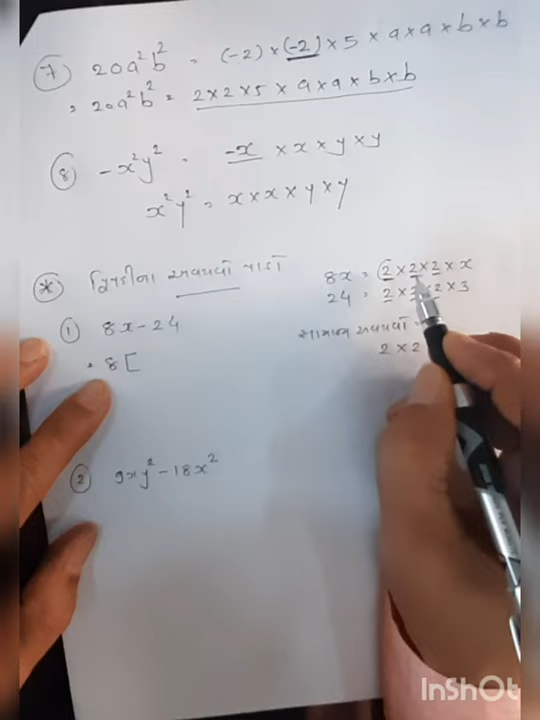 7) 20a²b² = (-2) × (-2) × 5 × a × a × b × b
, 20a²b² = 2 × 2 × 5 × a × a × b × b
8) -x²y² = -x × x × y × y
x²y² = x × x × y × y
* દ્વિપદીના અવયવો પાડો
8x = 2 × 2 × 2 × x
24 = 2 × 2 × 3
1) 8x - 24
સામાન્ય અવયવો
= 8 [
2 × 2
2) 9xy² - 18x²
InShOt